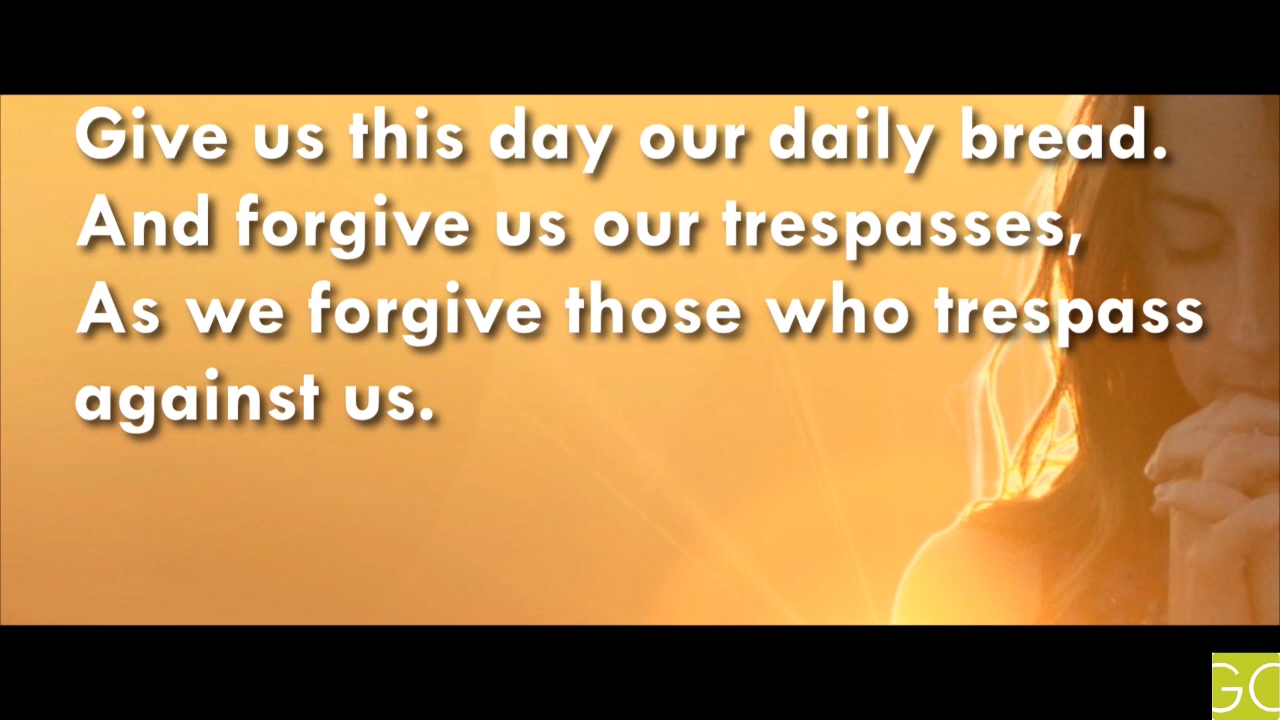 Give us this day our daily bread.
And forgive us our trespasses,
As we forgive those who trespass
against us.
GO